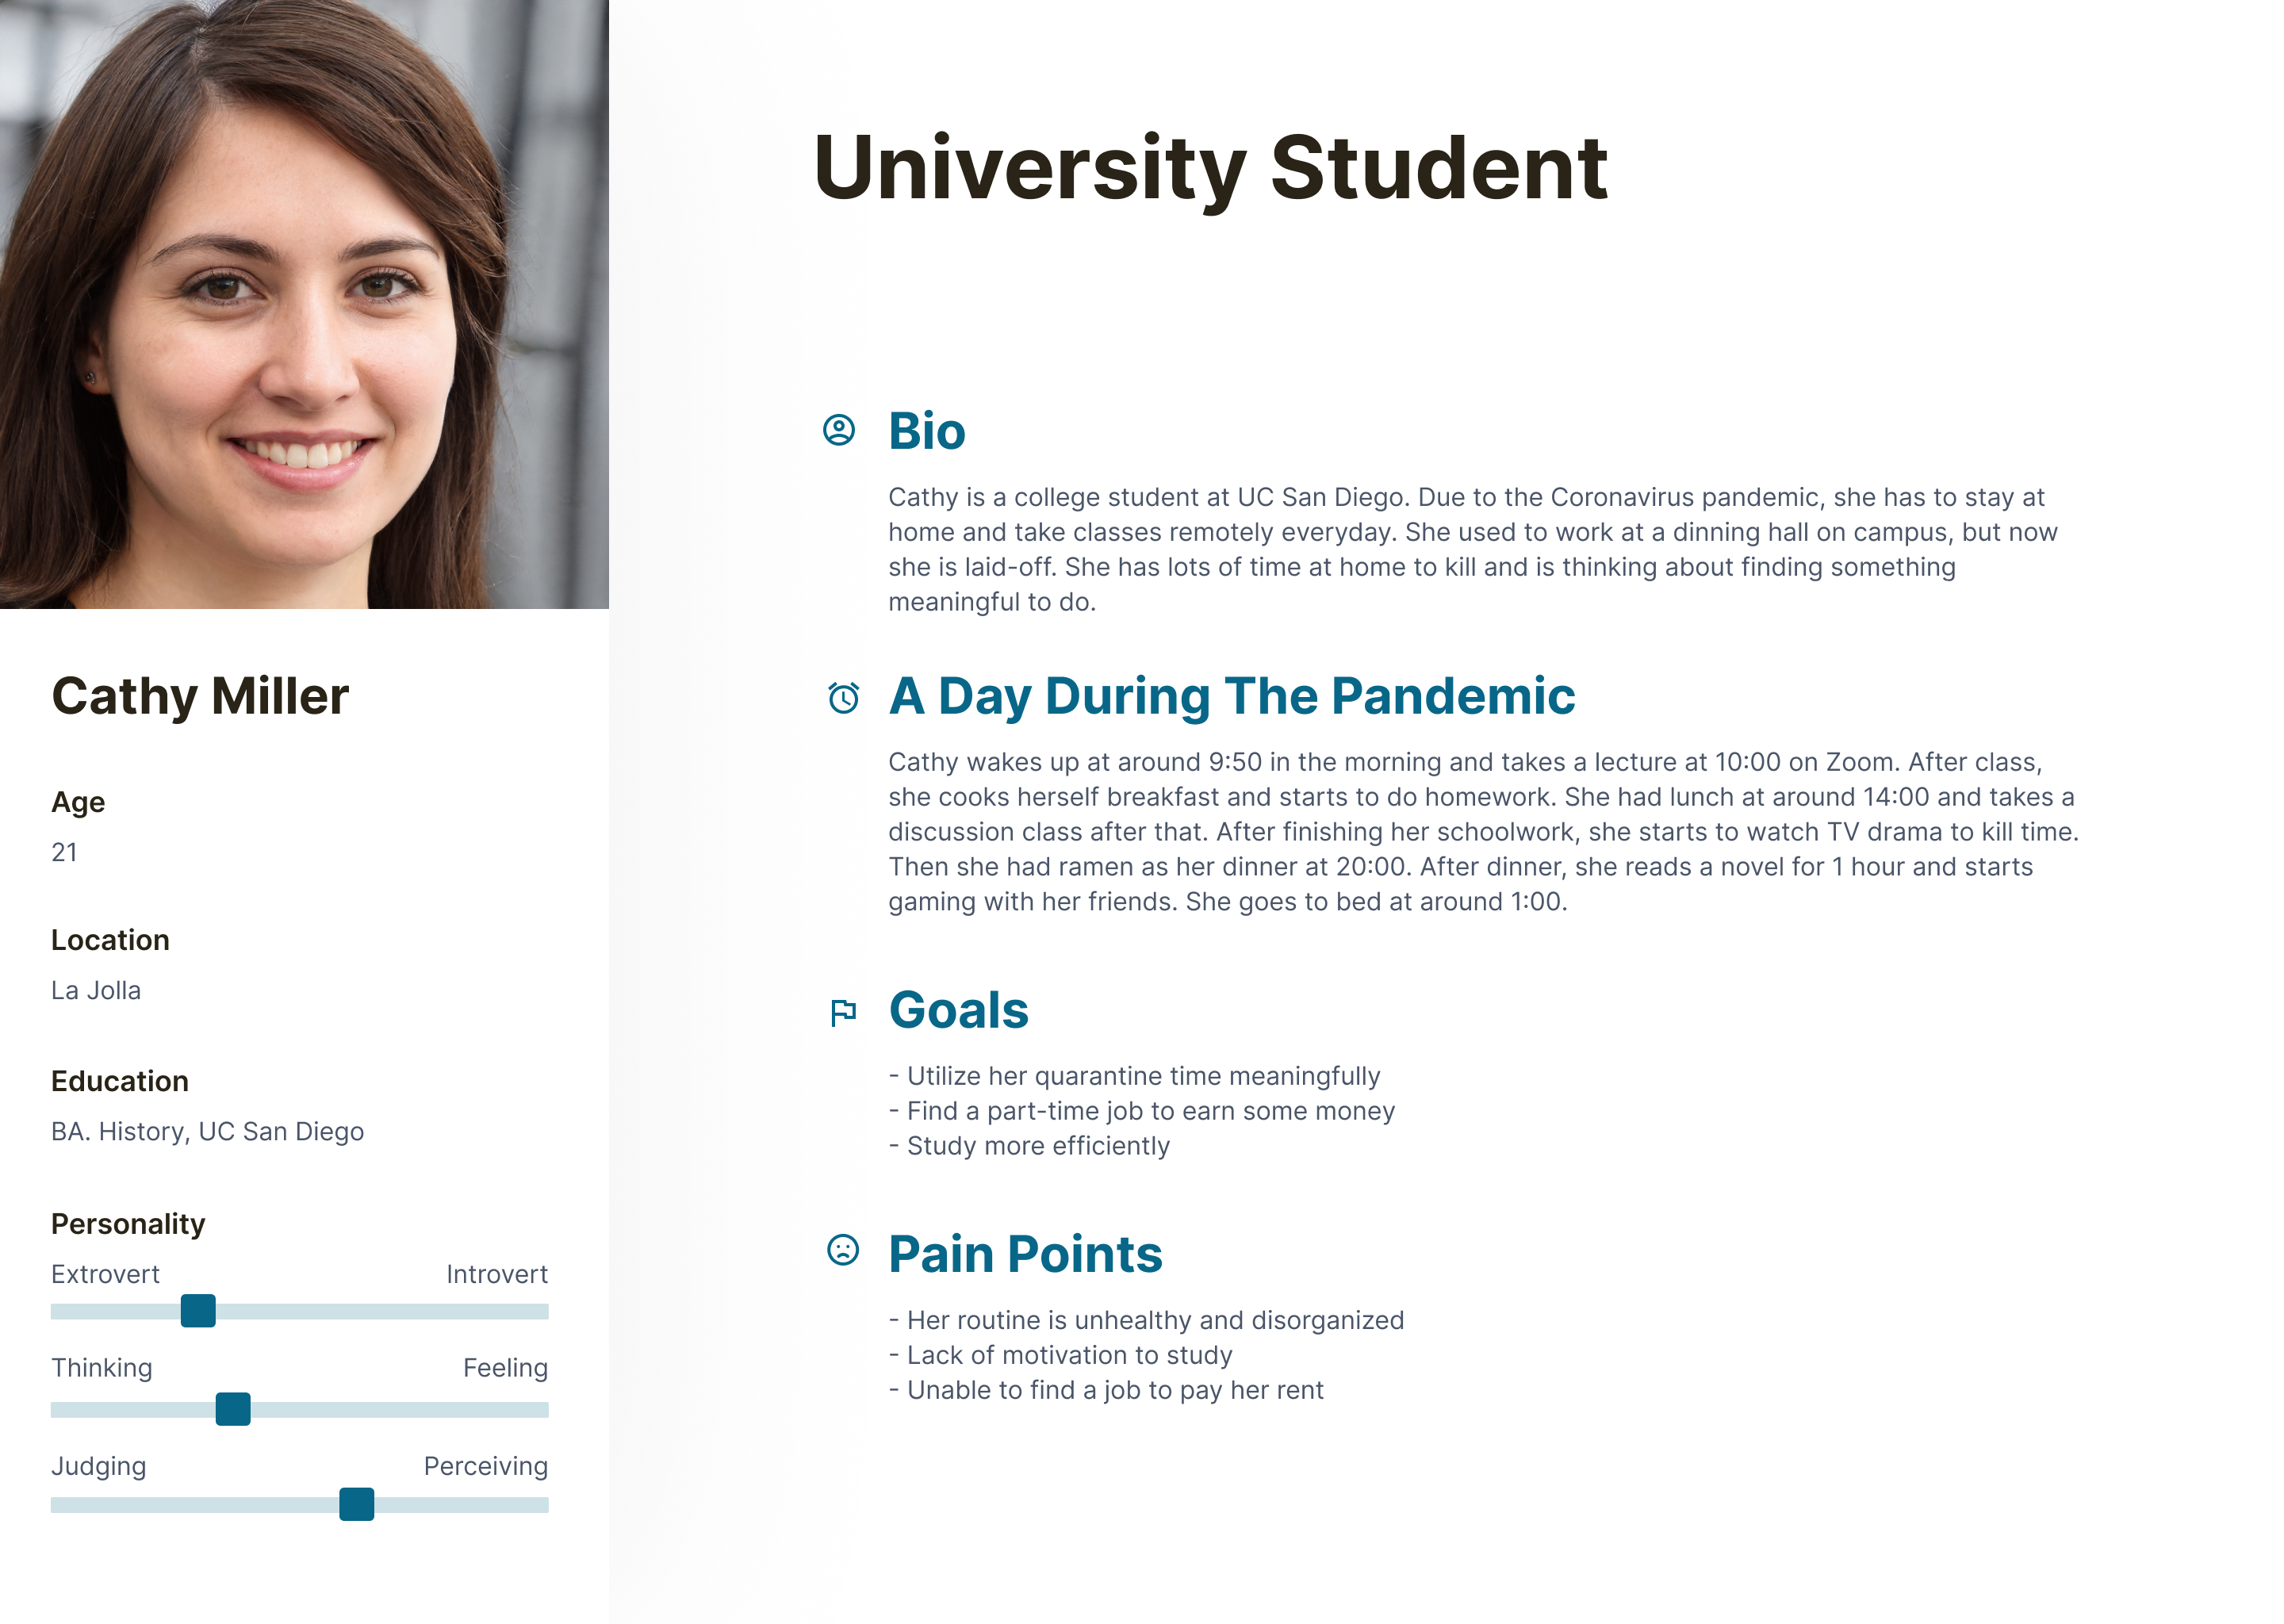 University Student
Cathy Miller
Age
21
Location
La Jolla
Education
BA. History, UC San Diego
Personality
Extrovert Introvert
Thinking Feeling
Judging Perceiving
Bio
Cathy is a college student at UC San Diego. Due to the Coronavirus pandemic, she has to stay at
home and take classes remotely everyday. She used to work at a dinning hall on campus, but now
she is laid-off. She has lots of time at home to kill and is thinking about finding something
meaningful to do.
A Day During The Pandemic
Cathy wakes up at around 9:50 in the morning and takes a lecture at 10:00 on Zoom. After class,
she cooks herself breakfast and starts to do homework. She had lunch at around 14:00 and takes a
discussion class after that. After finishing her schoolwork, she starts to watch TV drama to kill time.
Then she had ramen as her dinner at 20:00. After dinner, she reads a novel for 1 hour and starts
gaming with her friends. She goes to bed at around 1:00.
Goals
- Utilize her quarantine time meaningfully
- Find a part-time job to earn some money
- Study more efficiently
Pain Points
- Her routine is unhealthy and disorganized
- Lack of motivation to study
- Unable to find a job to pay her rent